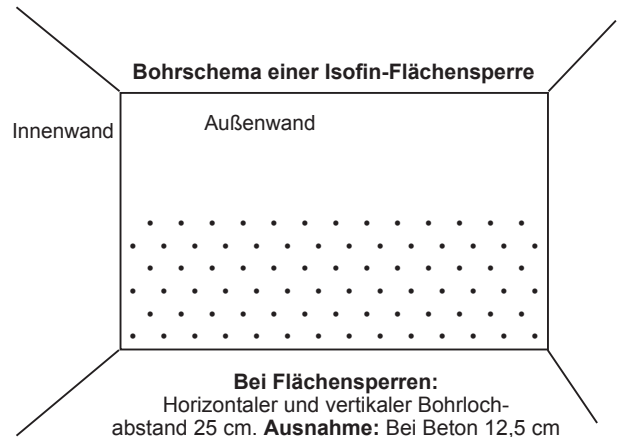 Bohrschema einer Isofin-Flächensperre
Innenwand
Außenwand
Bei Flächensperren:
Horizontaler und vertikaler Bohrloch-
abstand 25 cm. Ausnahme: Bei Beton 12,5 cm